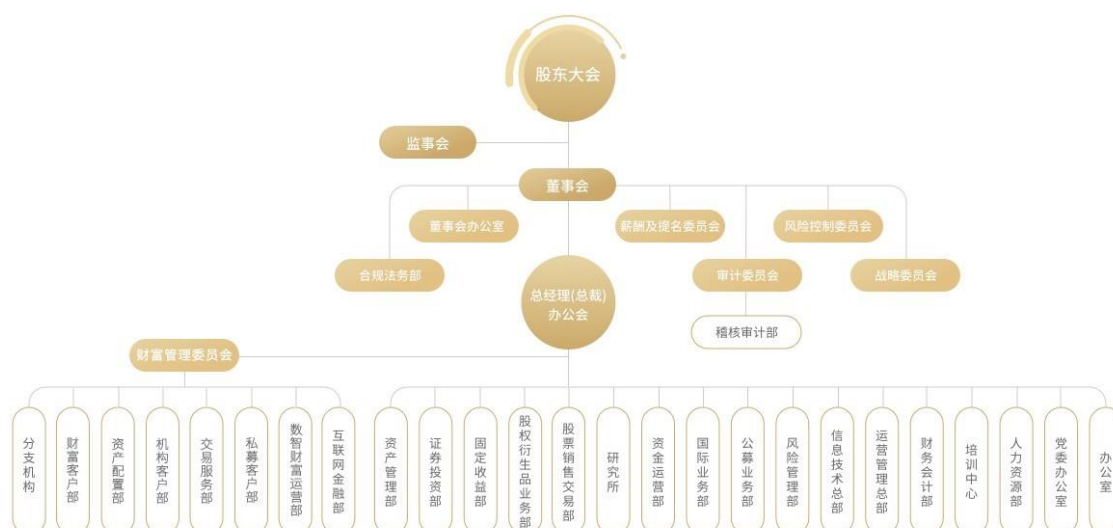 股东大会
监事会
董事会
董事会办公室
薪酬及提名委员会
风险控制委员会
合规法务部
审计委员会
战略委员会
总经理(总裁)
办公会
稽核审计部
财富管理委员会
分支机构
财富客户部
资产配置部
机构客户部
交易服务部
私募客户部
数智财富运营部
互联网金融部
资产管理部
证券投资部
固定收益部
股权衍生品业务部
股票销售交易部
研究所
资金运营部
国际业务部
公募业务部
风险管理部
信息技术总部
运营管理总部
财务会计部
培训中心
人力资源部
党委办公室
办公室